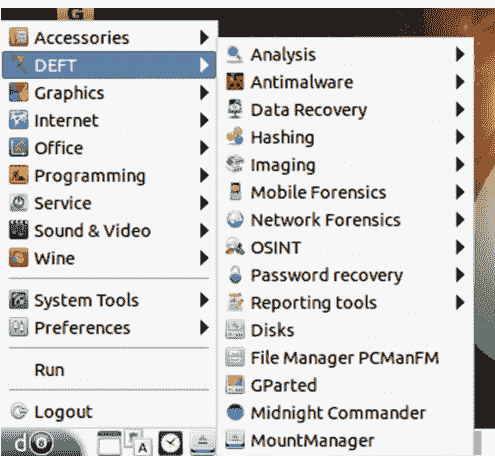 Accessories
DEFT
Graphics
Internet
Office
Programming
Service
Sound & Video
Wine
System Tools
Preferences
Run
Logout
Analysis
Antimalware
Data Recovery
Hashing
Imaging
Mobile Forensics
Network Forensics
OSINT
Password recovery
Reporting tools
Disks
File Manager PCManFM
GParted
Midnight Commander
MountManager